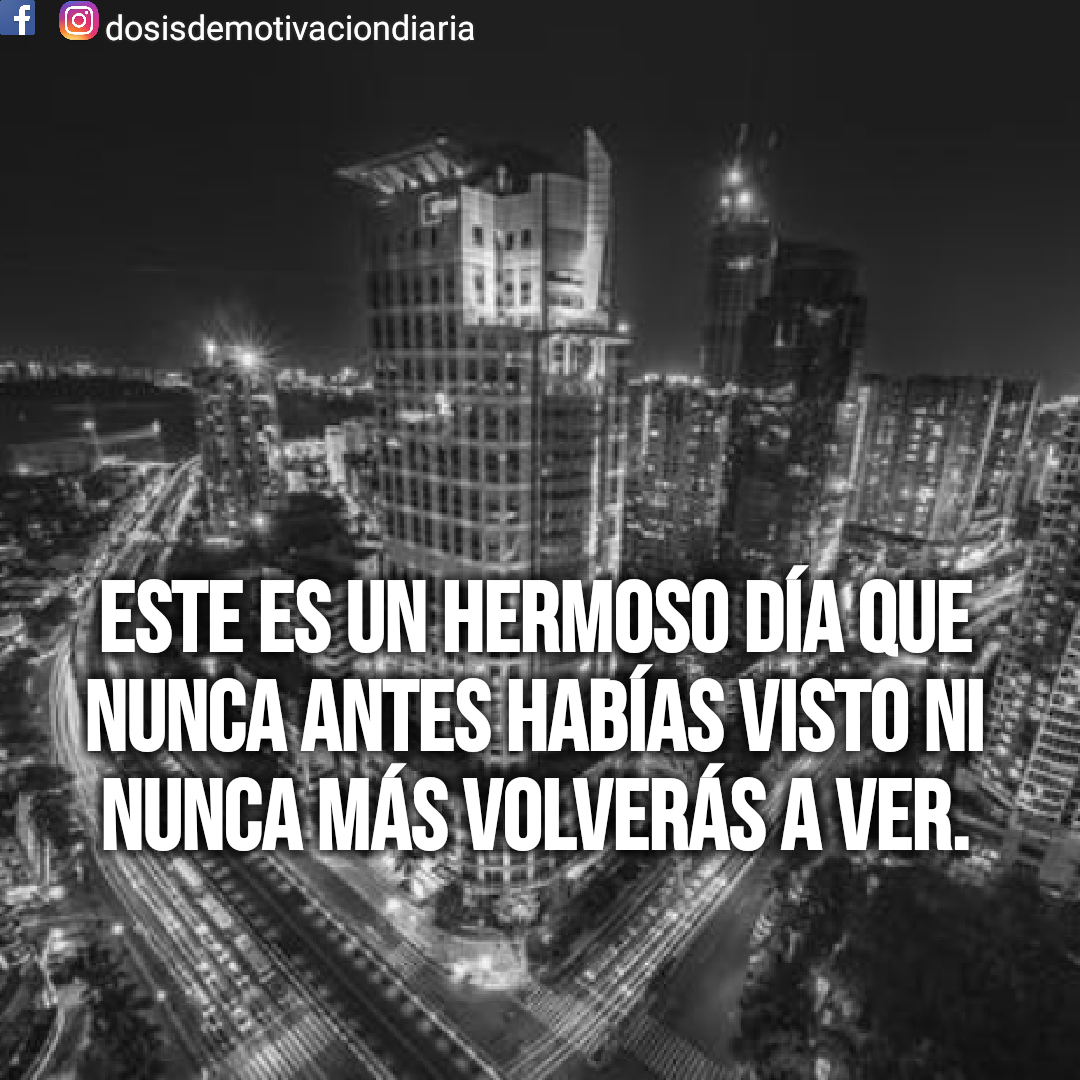 dosisdemotivaciondiaria
ESTE ES UN HERMOSO DÍA QUE
NUNCA ANTES HABÍAS VISTO NI
NUNCA MÁS VOLVERÁS A VER.